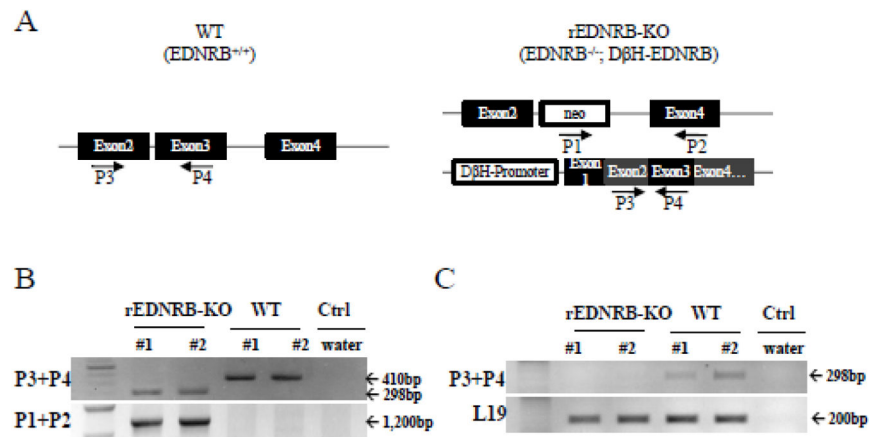 A
WT
(EDNRB+/+)
rEDNRB-KO
(EDNRB-/-; DβH-EDNRB)
Exon2 Exon3 Exon4
P3 P4
Exon2 neo Exon4
P1 P2
DβH-Promoter Exon 1 Exon2 Exon3 Exon4...
P3 P4
B
rEDNRB-KO WT Ctrl
#1 #2 #1 #2 water
P3+P4 ←410bp
←298bp
P1+P2 ←1,200bp
C
rEDNRB-KO WT Ctrl
#1 #2 #1 #2 water
P3+P4 ←298bp
L19 ←200bp